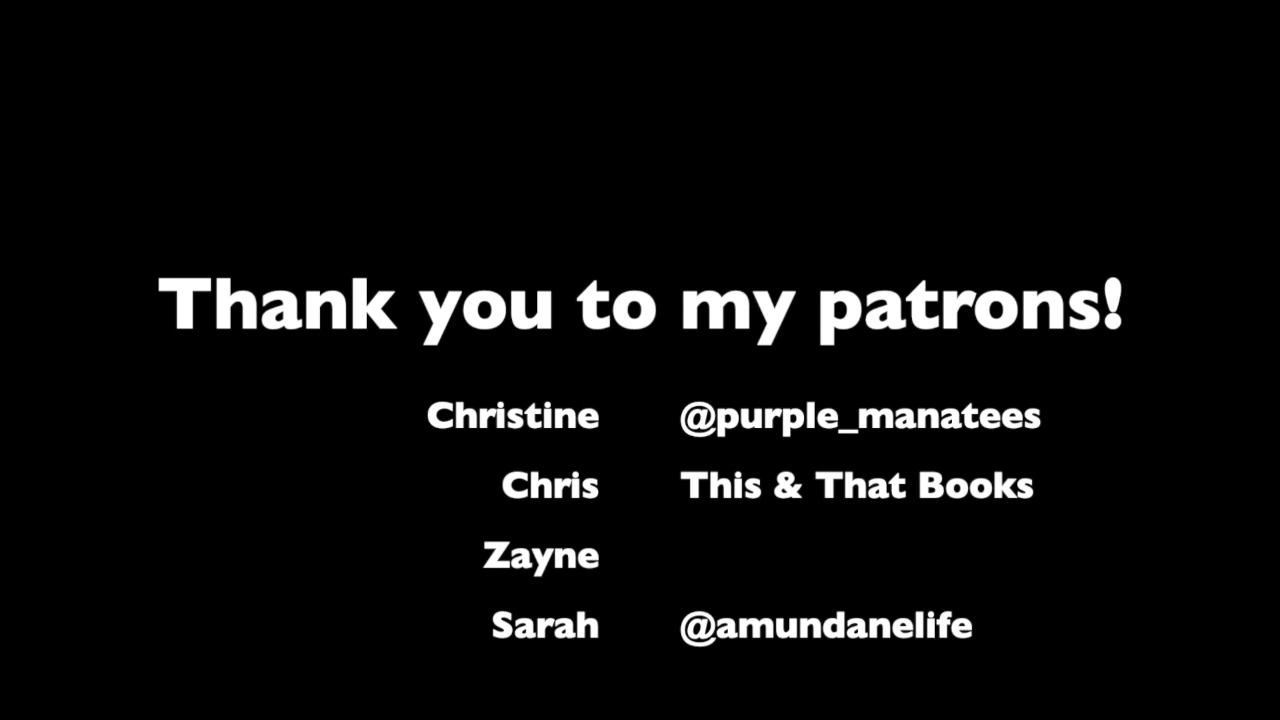 Thank you to my patrons!
Christine @purple_manatees
Chris This & That Books
Zayne
Sarah @amundanelife